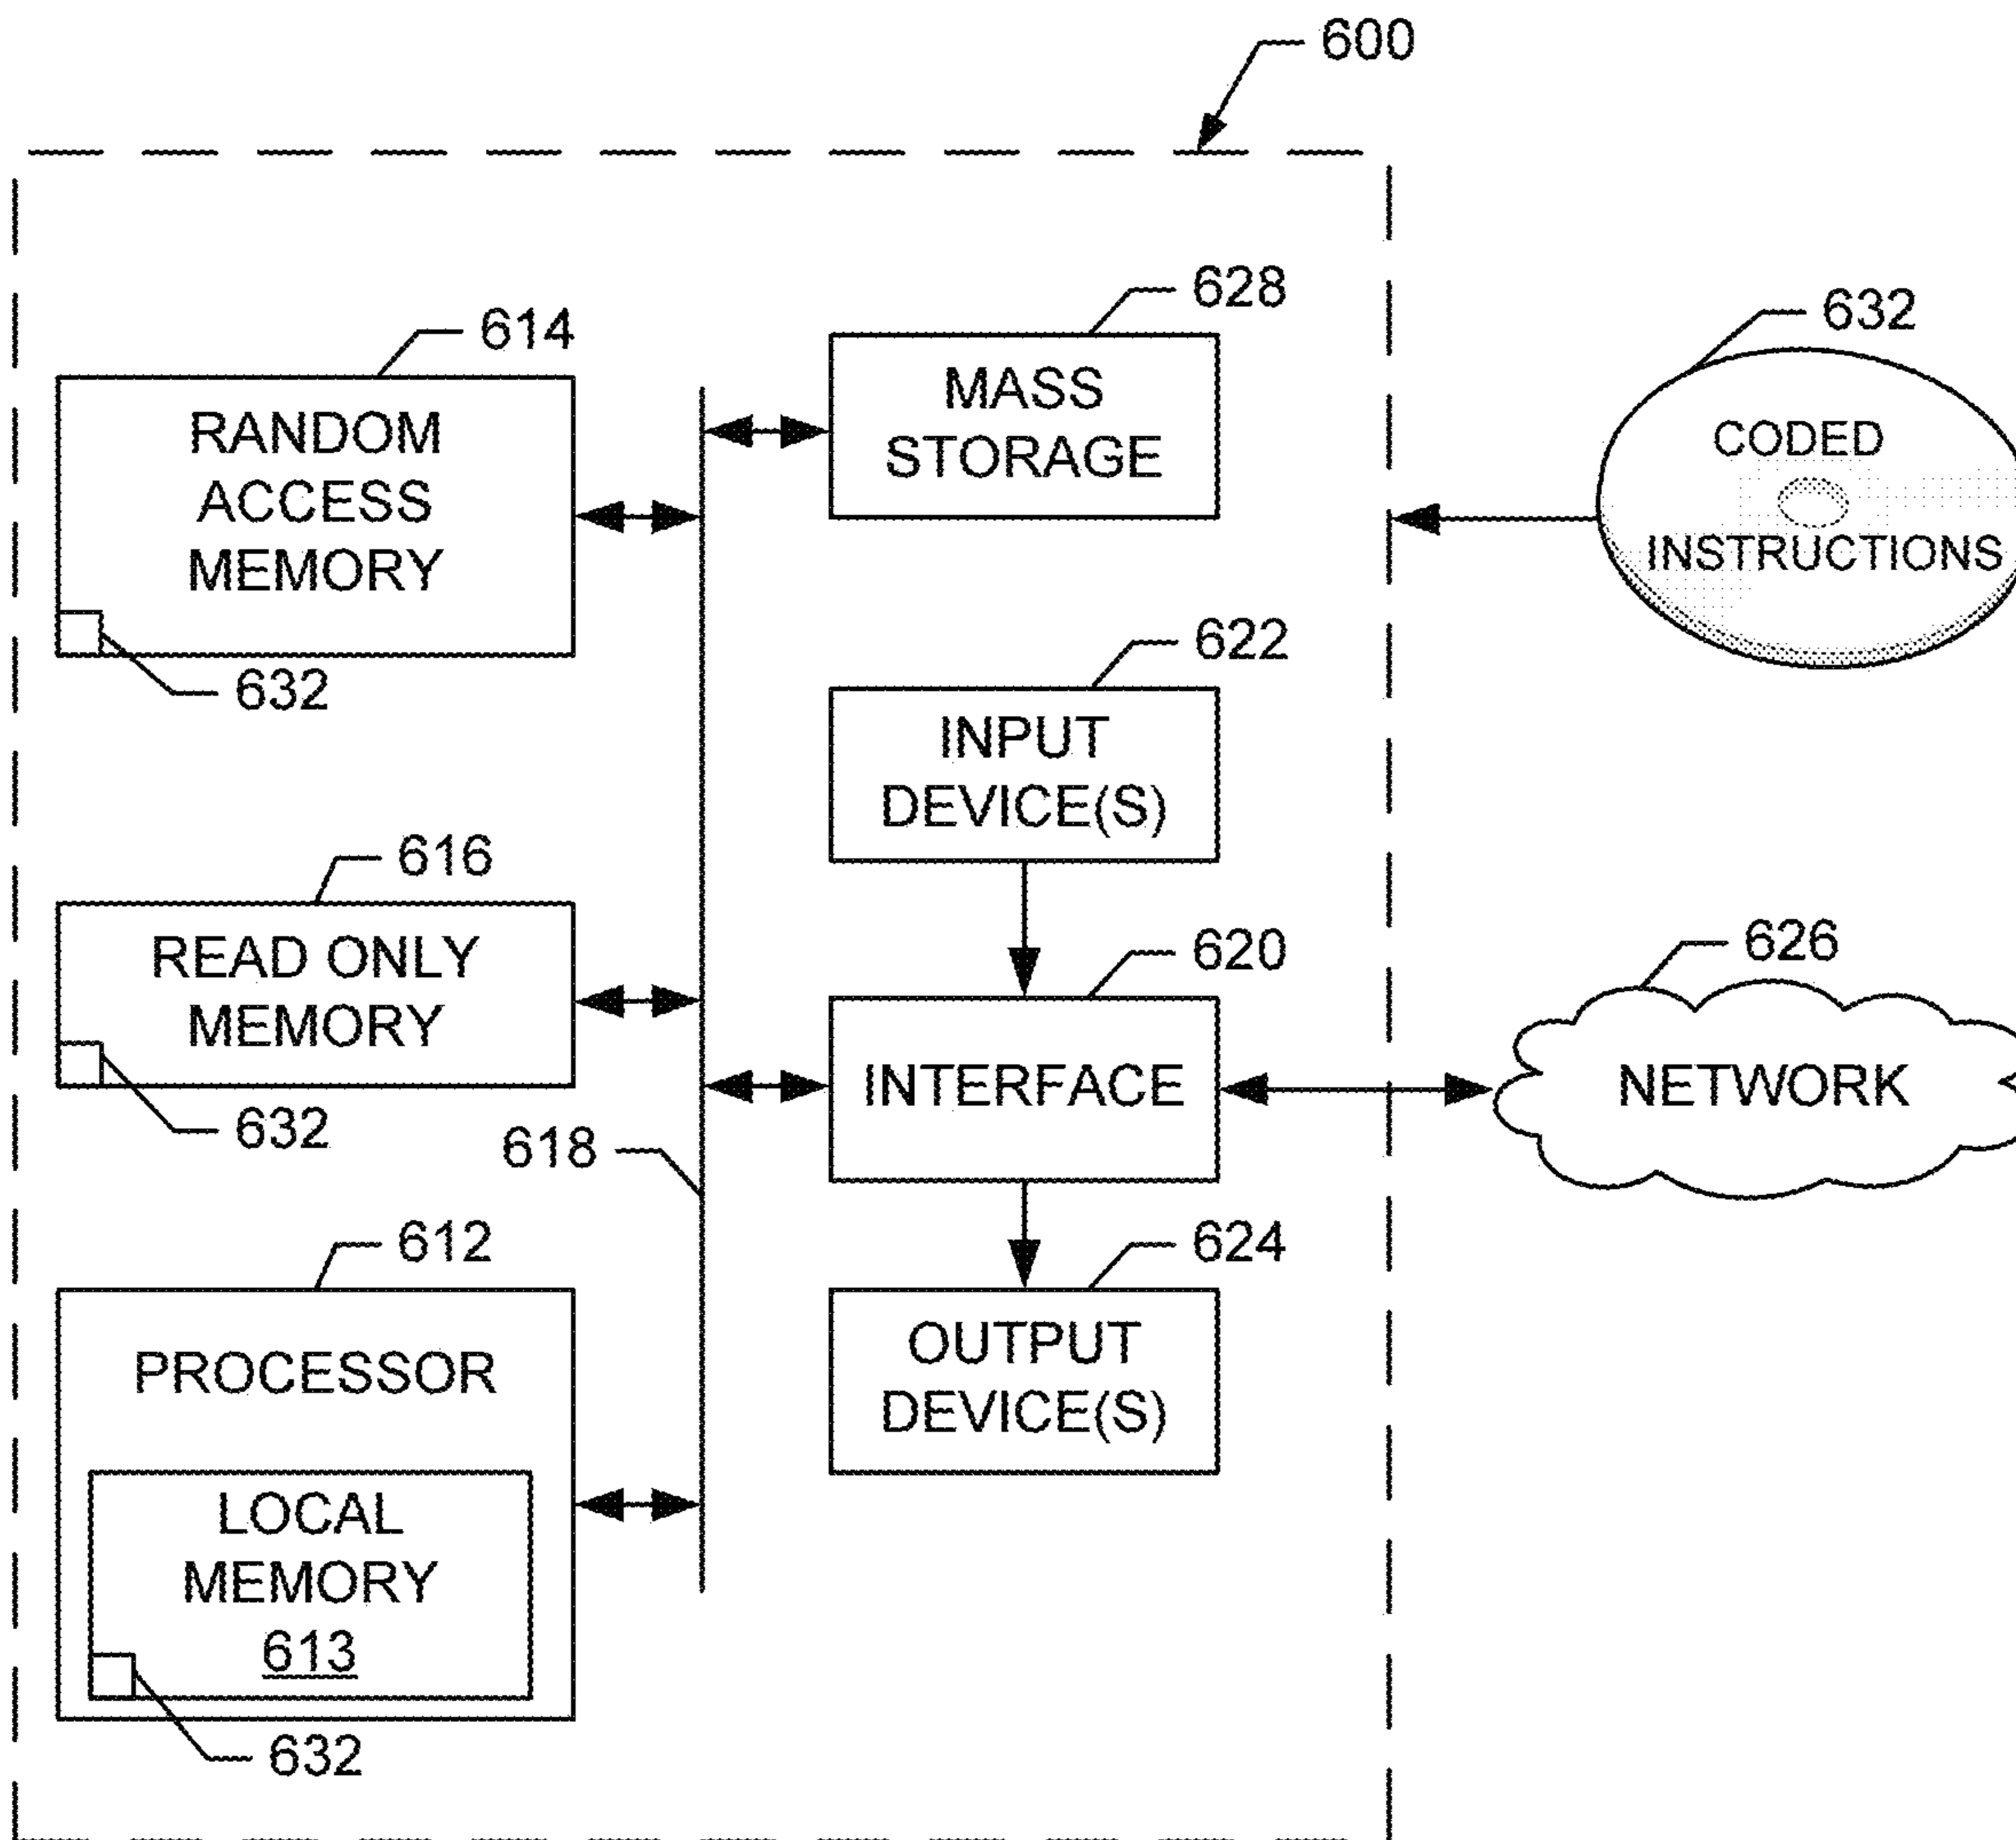 600
628
MASS
STORAGE
614
RANDOM
ACCESS
MEMORY
632
632
CODED
INSTRUCTIONS
622
INPUT
DEVICE(S)
616
READ ONLY
MEMORY
632
620
INTERFACE
626
NETWORK
618
612
PROCESSOR
LOCAL
MEMORY
613
632
624
OUTPUT
DEVICE(S)